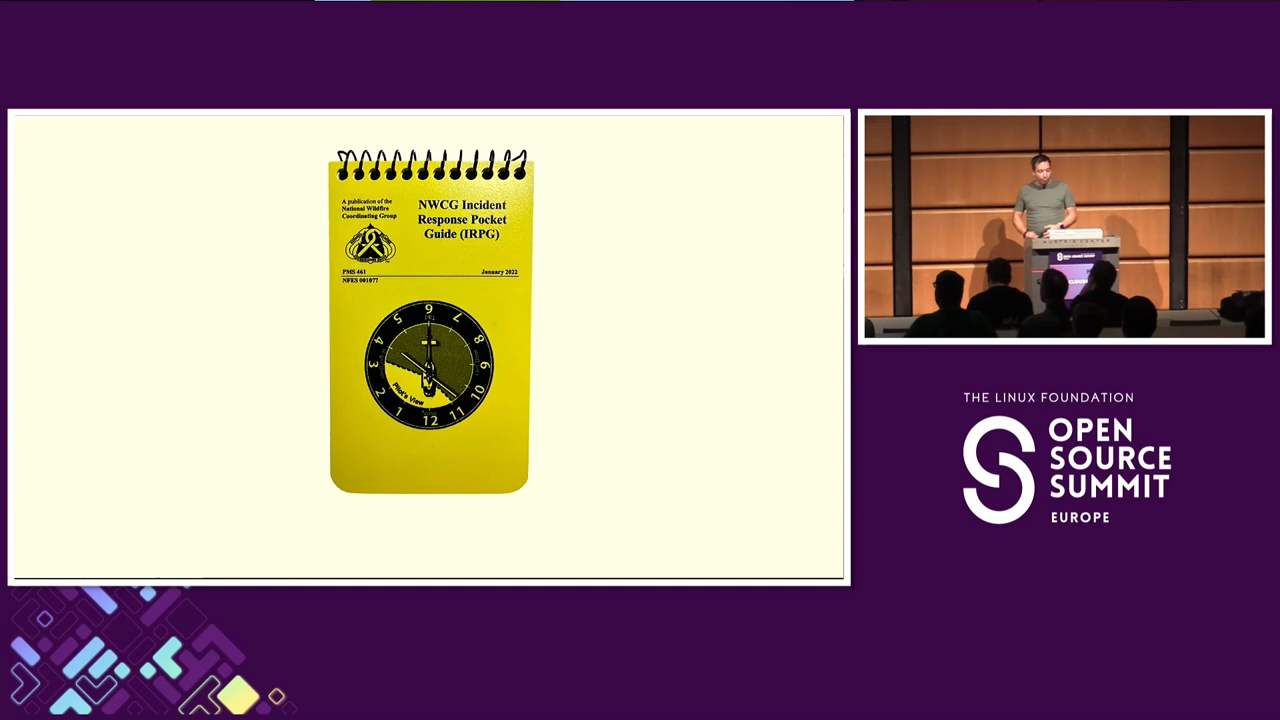 A publication of the
National Wildfire
Coordinating Group
NWCG Incident
Response Pocket
Guide (IRPG)
PMS 461
January 2022
NFES 001077
6
7
8
9
10
11
12
1
2
3
4
5
Pilot's View
AUSTRIA CENTER
THE LINUX FOUNDATION
OPEN
SOURCE
SUMMIT
EUROPE